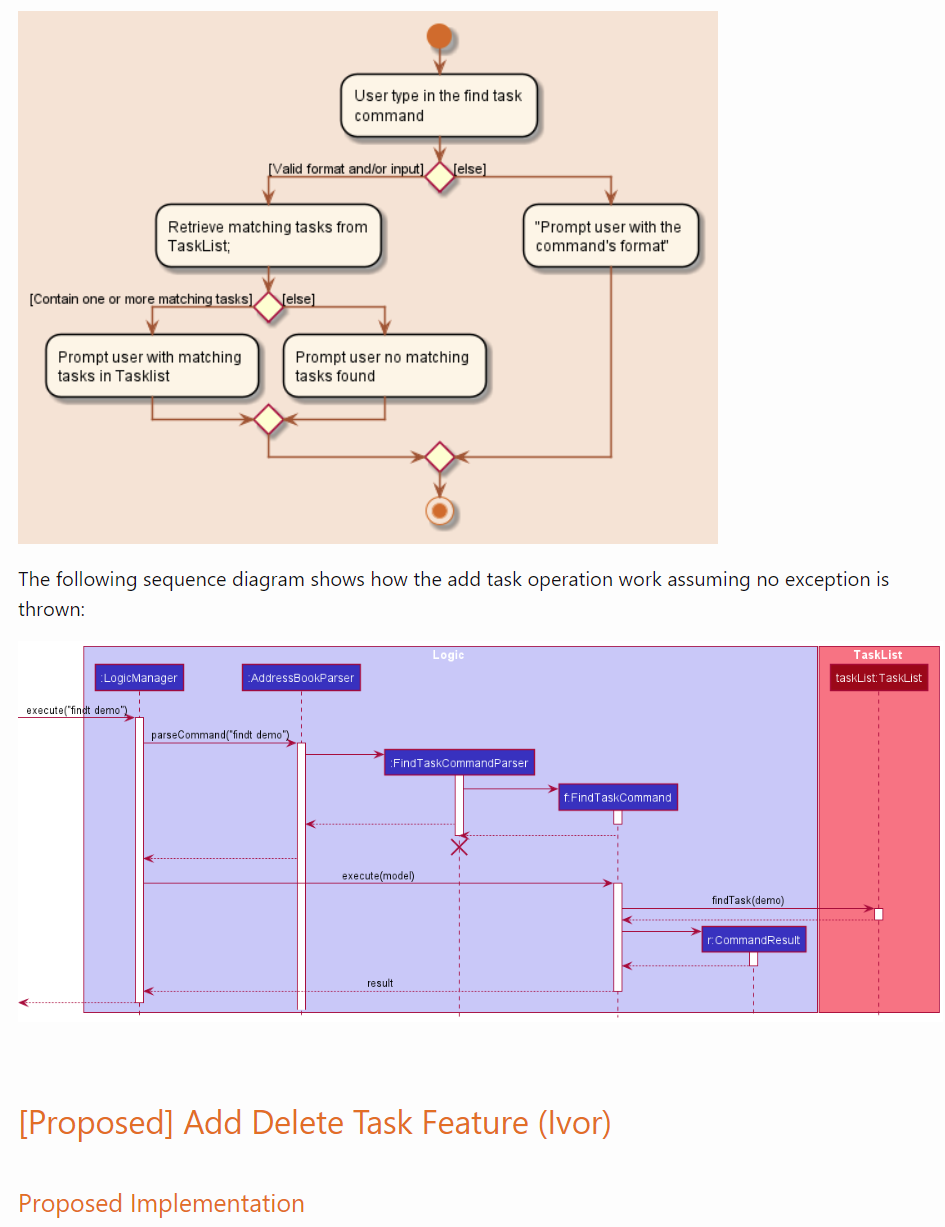 User type in the find task
command
[Valid format and/or input]
[else]
Retrieve matching tasks from
TaskList;
"Prompt user with the
command's format"
[Contain one or more matching tasks]
[else]
Prompt user with matching
tasks in Tasklist
Prompt user no matching
tasks found
The following sequence diagram shows how the add task operation work assuming no exception is
thrown:
Logic
TaskList
:LogicManager
:AddressBookParser
taskList:TaskList
execute("findt demo")
parseCommand("findt demo")
:FindTaskCommandParser
f:FindTaskCommand
execute(model)
findTask(demo)
r:CommandResult
result
[Proposed] Add Delete Task Feature (Ivor)
Proposed Implementation